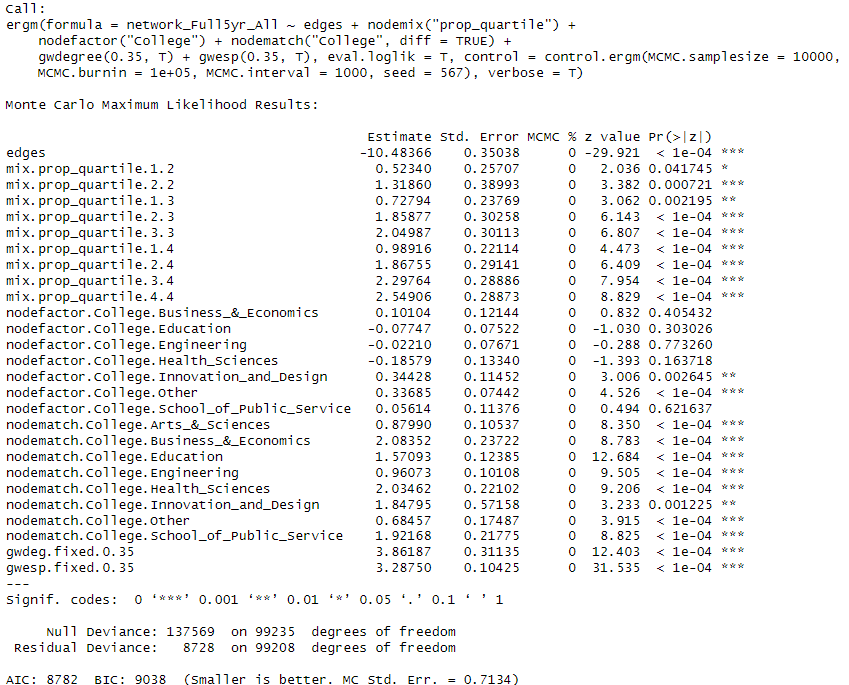 Call:
ergm(formula = network_Full5yr_All ~ edges + nodemix("prop_quartile") +
    nodefactor("College") + nodematch("College", diff = TRUE) +
    gwdegree(0.35, T) + gwesp(0.35, T), eval.loglik = T, control = control.ergm(MCMC.samplesize = 10000,
    MCMC.burnin = 1e+05, MCMC.interval = 1000, seed = 567), verbose = T)
Monte Carlo Maximum Likelihood Results:
Estimate Std. Error MCMC % z value Pr(>|z|)
edges -10.48366 0.35038 0 -29.921 < 1e-04 ***
mix.prop_quartile.1.2 0.52340 0.25707 0 2.036 0.041745 *
mix.prop_quartile.2.2 1.31860 0.38993 0 3.382 0.000721 ***
mix.prop_quartile.1.3 0.72794 0.23769 0 3.062 0.002195 **
mix.prop_quartile.2.3 1.85877 0.30258 0 6.143 < 1e-04 ***
mix.prop_quartile.3.3 2.04987 0.30113 0 6.807 < 1e-04 ***
mix.prop_quartile.1.4 0.98916 0.22114 0 4.473 < 1e-04 ***
mix.prop_quartile.2.4 1.86755 0.29141 0 6.409 < 1e-04 ***
mix.prop_quartile.3.4 2.29764 0.28886 0 7.954 < 1e-04 ***
mix.prop_quartile.4.4 2.54906 0.28873 0 8.829 < 1e-04 ***
nodefactor.College.Business_&_Economics 0.10104 0.12144 0 0.832 0.405432
nodefactor.College.Education -0.07747 0.07522 0 -1.030 0.303026
nodefactor.College.Engineering -0.02210 0.07671 0 -0.288 0.773260
nodefactor.College.Health_Sciences -0.18579 0.13340 0 -1.393 0.163718
nodefactor.College.Innovation_and_Design 0.34428 0.11452 0 3.006 0.002645 **
nodefactor.College.Other 0.33685 0.07442 0 4.526 < 1e-04 ***
nodefactor.College.School_of_Public_Service 0.05614 0.11376 0 0.494 0.621637
nodematch.College.Arts_&_Sciences 0.87990 0.10537 0 8.350 < 1e-04 ***
nodematch.College.Business_&_Economics 2.08352 0.23722 0 8.783 < 1e-04 ***
nodematch.College.Education 1.57093 0.12385 0 12.684 < 1e-04 ***
nodematch.College.Engineering 0.96073 0.10108 0 9.505 < 1e-04 ***
nodematch.College.Health_Sciences 2.03462 0.22102 0 9.206 < 1e-04 ***
nodematch.College.Innovation_and_Design 1.84795 0.57158 0 3.233 0.001225 **
nodematch.College.Other 0.68457 0.17487 0 3.915 < 1e-04 ***
nodematch.College.School_of_Public_Service 1.92168 0.21775 0 8.825 < 1e-04 ***
gwdeg.fixed.0.35 3.86187 0.31135 0 12.403 < 1e-04 ***
gwesp.fixed.0.35 3.28750 0.10425 0 31.535 < 1e-04 ***
---
Signif. codes:  0 ‘***’ 0.001 ‘**’ 0.01 ‘*’ 0.05 ‘.’ 0.1 ‘ ’ 1
Null Deviance: 137569  on 99235  degrees of freedom
Residual Deviance:   8728  on 99208  degrees of freedom
AIC: 8782  BIC: 9038  (Smaller is better. MC Std. Err. = 0.7134)